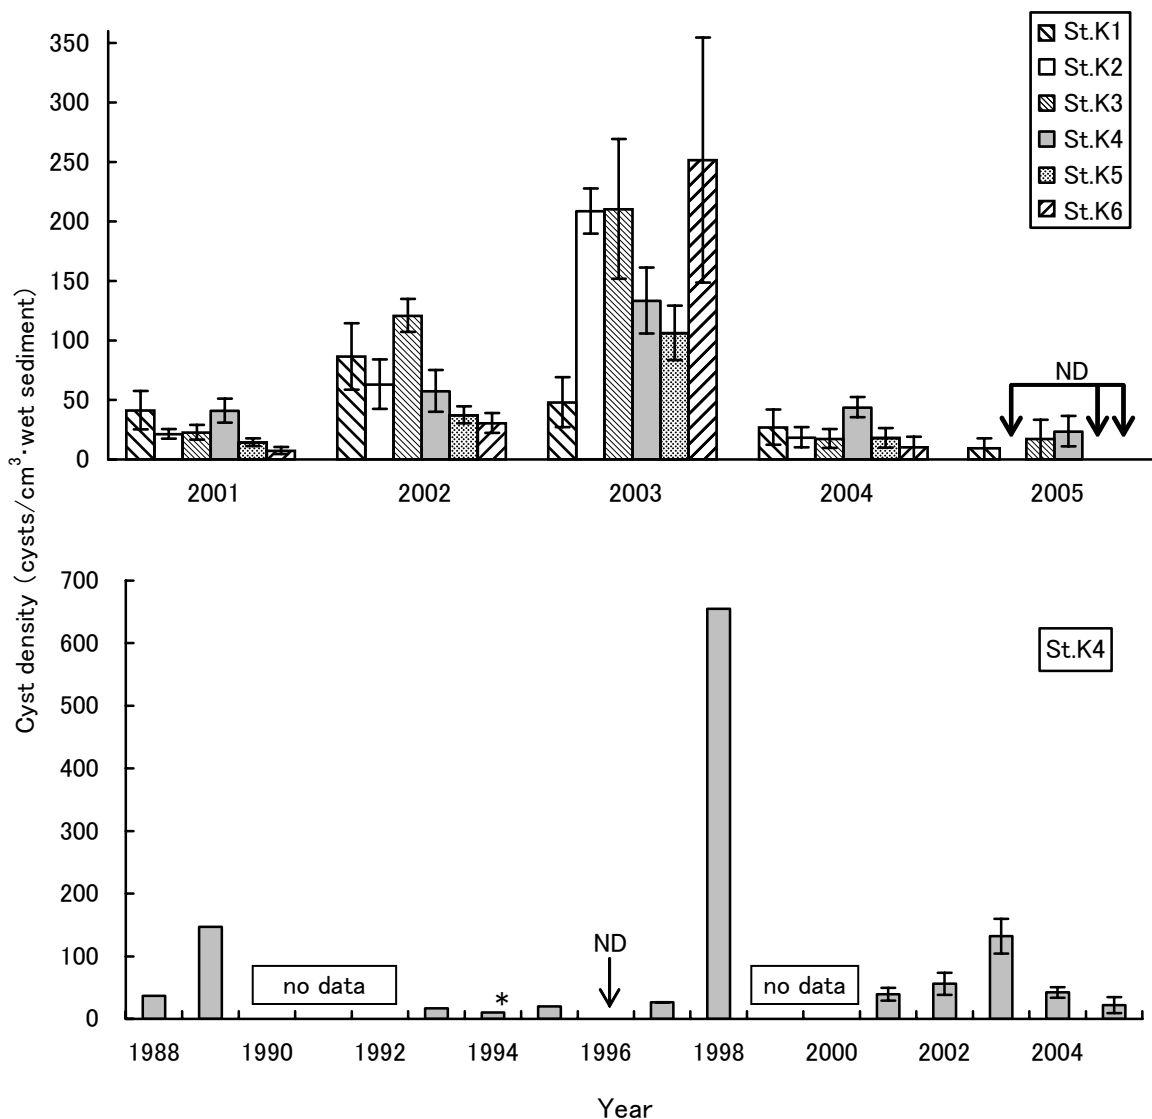 Cyst density (cysts/cm³·wet sediment)
350
300
250
200
150
100
50
0
St.K1
St.K2
St.K3
St.K4
St.K5
St.K6
ND
2001 2002 2003 2004 2005
700
600
500
400
300
200
100
0
St.K4
no data
*
ND
no data
1988 1990 1992 1994 1996 1998 2000 2002 2004
Year